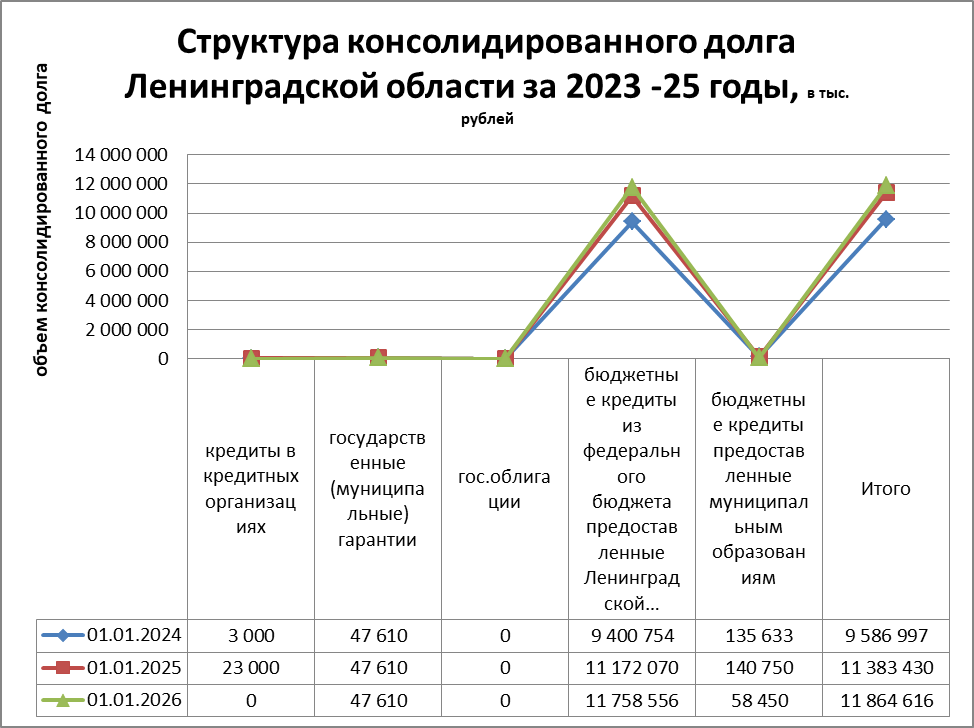 Структура консолидированного долга
Ленинградской области за 2023 -25 годы, в тыс.
рублей
объем консолидированного долга
14 000 000
12 000 000
10 000 000
8 000 000
6 000 000
4 000 000
2 000 000
0
кредиты в
кредитных
организац
иях
государств
енные
(муниципа
льные)
гарантии
гос.облига
ции
бюджетны
е кредиты
из
федеральн
ого
бюджета
предостав
ленные
Ленинград
ской...
бюджетны
е кредиты
предостав
ленные
муниципал
ьным
образован
иям
Итого
01.01.2024 3 000 47 610 0 9 400 754 135 633 9 586 997
01.01.2025 23 000 47 610 0 11 172 070 140 750 11 383 430
01.01.2026 0 47 610 0 11 758 556 58 450 11 864 616